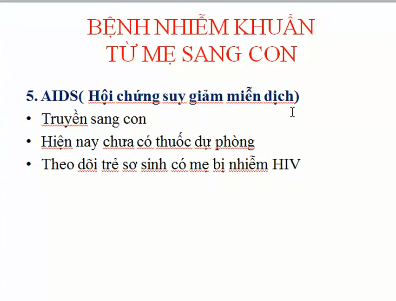 BỆNH NHIỄM KHUẨN
TỪ MẸ SANG CON
5. AIDS( Hội chứng suy giảm miễn dịch)
• Truyền sang con
• Hiện nay chưa có thuốc dự phòng
• Theo dõi trẻ sơ sinh có mẹ bị nhiễm HIV